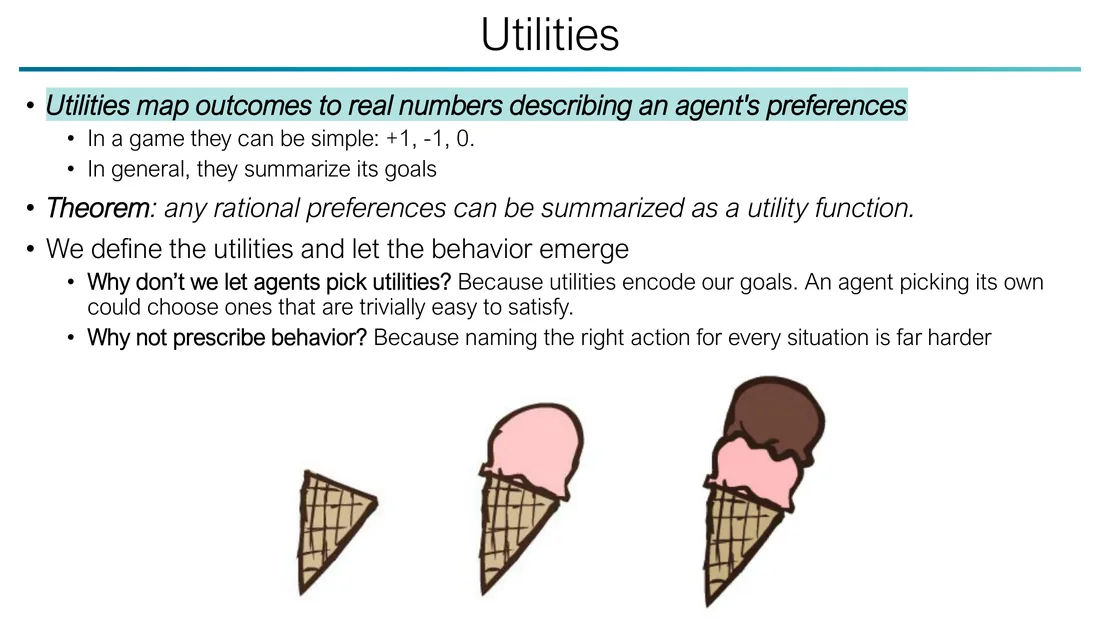 Utilities
• Utilities map outcomes to real numbers describing an agent's preferences
• In a game they can be simple: +1, -1, 0.
• In general, they summarize its goals
• Theorem: any rational preferences can be summarized as a utility function.
• We define the utilities and let the behavior emerge
• Why don’t we let agents pick utilities? Because utilities encode our goals. An agent picking its own
could choose ones that are trivially easy to satisfy.
• Why not prescribe behavior? Because naming the right action for every situation is far harder